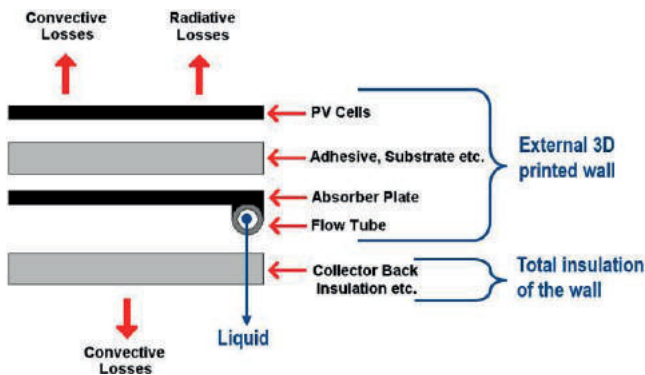 Convective
Losses
Radiative
Losses
PV Cells
Adhesive, Substrate etc.
Absorber Plate
Flow Tube
Collector Back
Insulation etc.
External 3D
printed wall
Total insulation
of the wall
Liquid
Convective
Losses